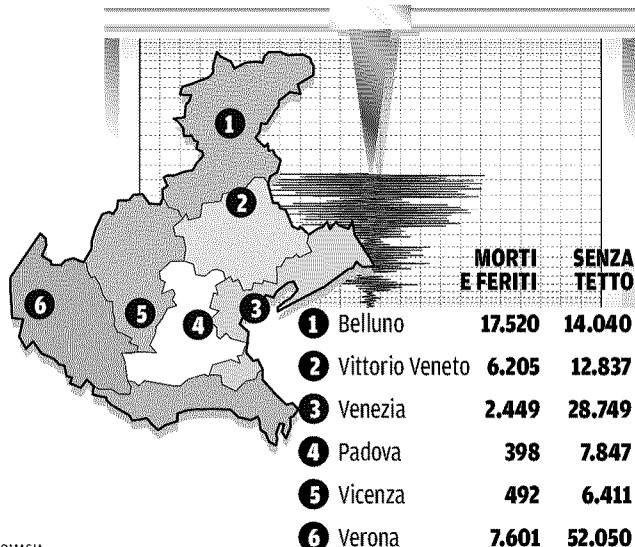 MORTI SENZA
E FERITI TETTO
1 Belluno 17.520 14.040
2 Vittorio Veneto 6.205 12.837
3 Venezia 2.449 28.749
4 Padova 398 7.847
5 Vicenza 492 6.411
6 Verona 7.601 52.050
1
2
3
4
5
6